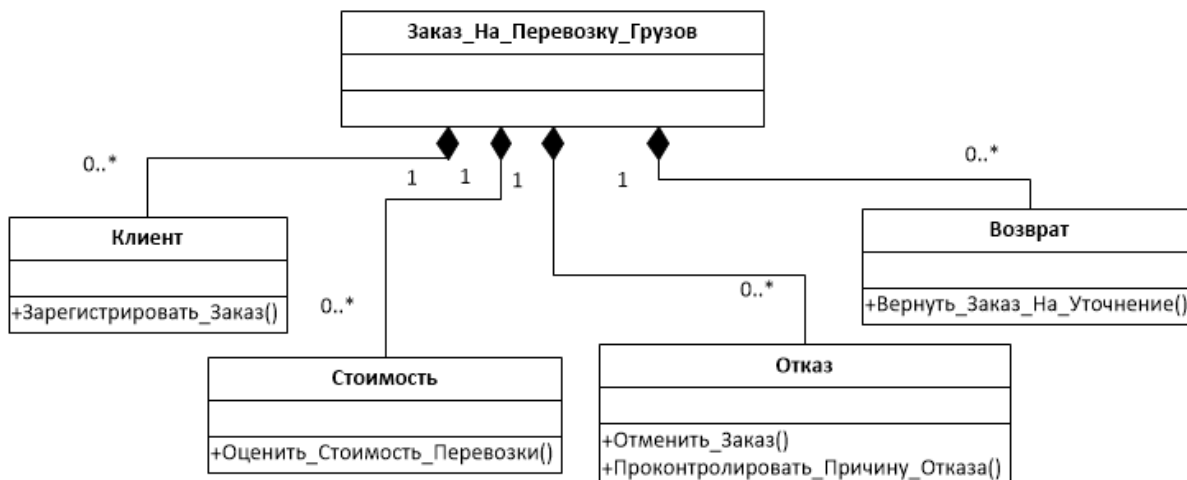 Заказ_На_Перевозку_Грузов
0..*
1
1
1
1
0..*
Клиент
+Зарегистрировать_Заказ()
Возврат
+Вернуть_Заказ_На_Уточнение()
0..*
0..*
Стоимость
+Оценить_Стоимость_Перевозки()
Отказ
+Отменить_Заказ()
+Проконтролировать_Причину_Отказа()